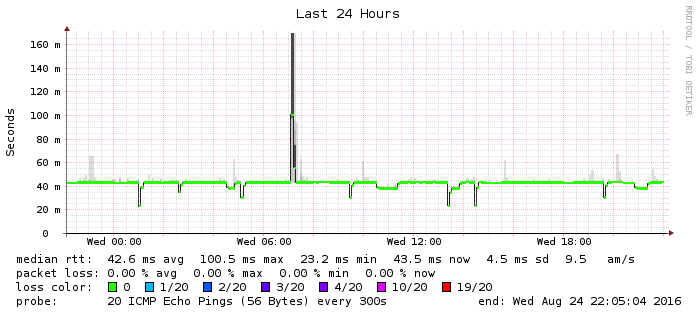 Last 24 Hours
RRDTOOL / TOBI OETIKER
Seconds
160 m
140 m
120 m
100 m
80 m
60 m
40 m
20 m
0
Wed 00:00 Wed 06:00 Wed 12:00 Wed 18:00
median rtt: 42.6 ms avg 100.5 ms max 23.2 ms min 43.5 ms now 4.5 ms sd 9.5 am/s
packet loss: 0.00 % avg 0.00 % max 0.00 % min 0.00 % now
loss color: 0 1/20 2/20 3/20 4/20 10/20 19/20
probe: 20 ICMP Echo Pings (56 Bytes) every 300s end: Wed Aug 24 22:05:04 2016